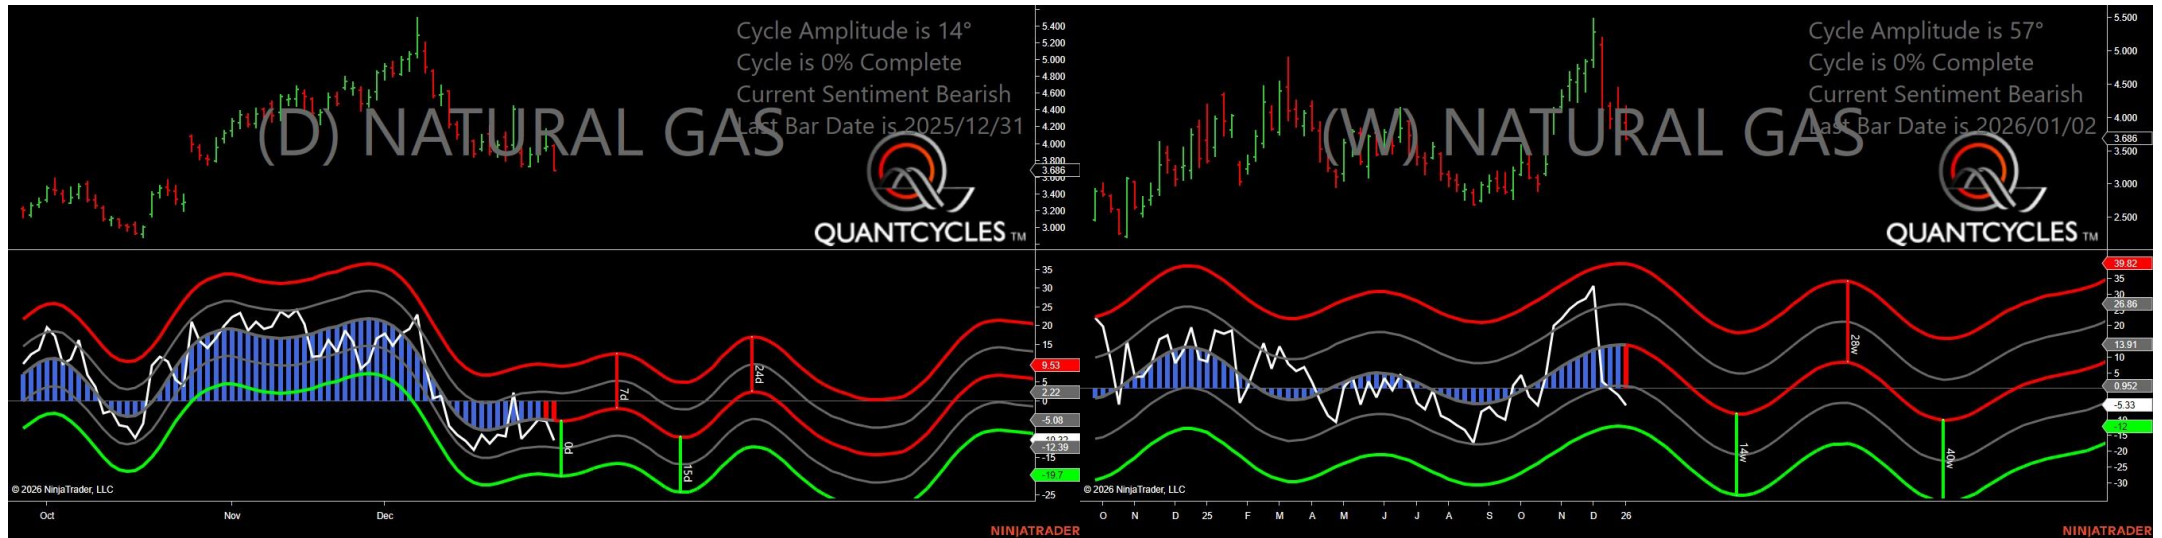 Cycle Amplitude is 14°
Cycle is 0% Complete
Current Sentiment Bearish
Last Bar Date is 2025/12/31
(D) NATURAL GAS
QUANTCYCLES TM
5.400
5.200
5.000
4.800
4.600
4.400
4.200
4.000
3.800
3.686
3.600
3.400
3.200
3.000
35
30
25
20
15
9.53
5
2.22
0
-5.08
-12.39
-15
-19.7
-25
7d
24d
0d
15d
© 2026 NinjaTrader, LLC
Oct Nov Dec
NINJATRADER
Cycle Amplitude is 57°
Cycle is 0% Complete
Current Sentiment Bearish
Last Bar Date is 2026/01/02
(W) NATURAL GAS
QUANTCYCLES TM
5.500
5.000
4.500
4.000
3.686
3.500
3.000
2.500
39.82
35
30
26.86
25
20
13.91
10
5
0.952
-5.33
-12
-15
-20
-25
-30
28w
14w
40w
© 2026 NinjaTrader, LLC
O N D 25 F M A M J J A S O N D 26
NINJATRADER